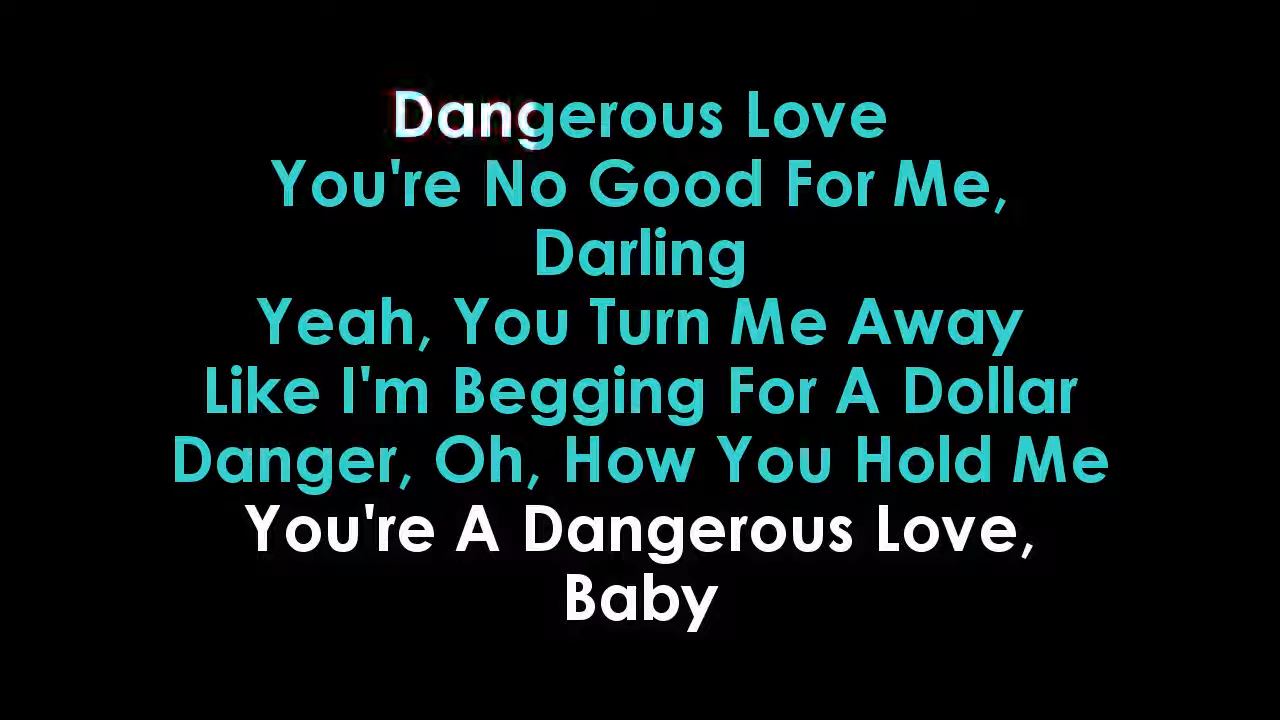 Dangerous Love
You're No Good For Me,
Darling
Yeah, You Turn Me Away
Like I'm Begging For A Dollar
Danger, Oh, How You Hold Me
You're A Dangerous Love,
Baby